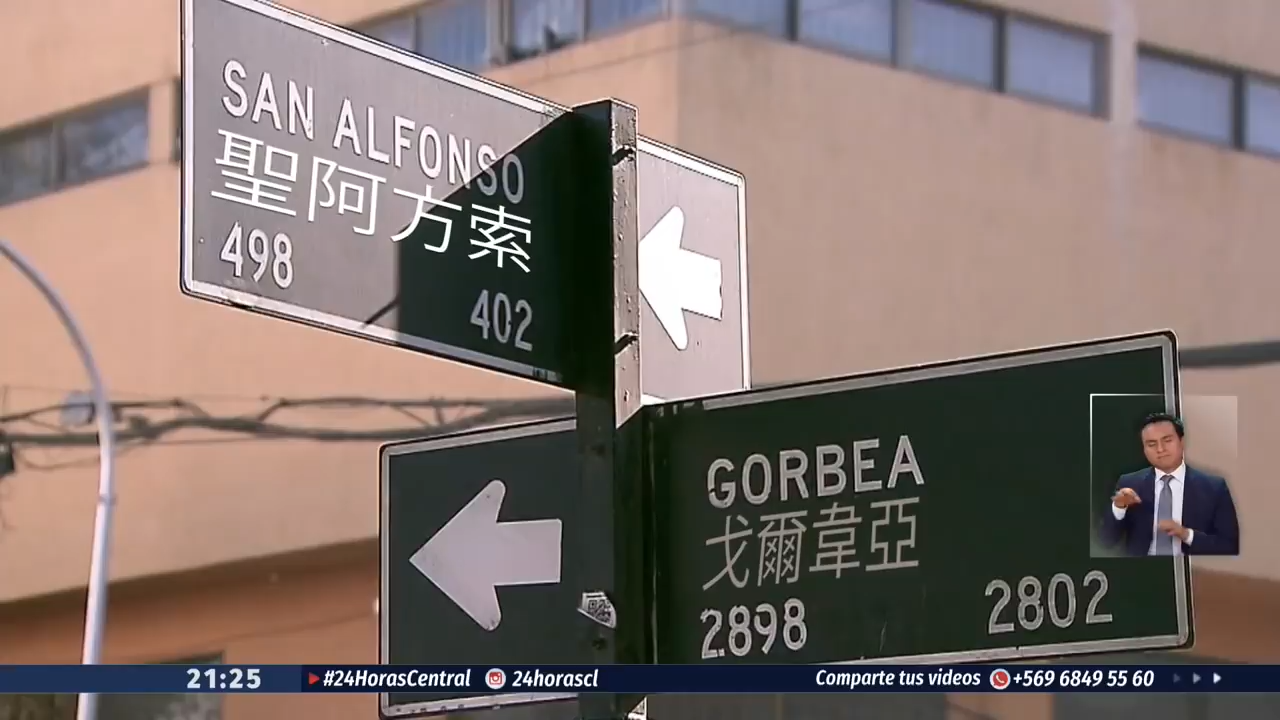 SAN ALFONSO
聖阿方索
498
402
GORBEA
戈爾韋亞
2898
2802
21:25
#24HorasCentral
24horascl
Comparte tus videos
+569 6849 55 60